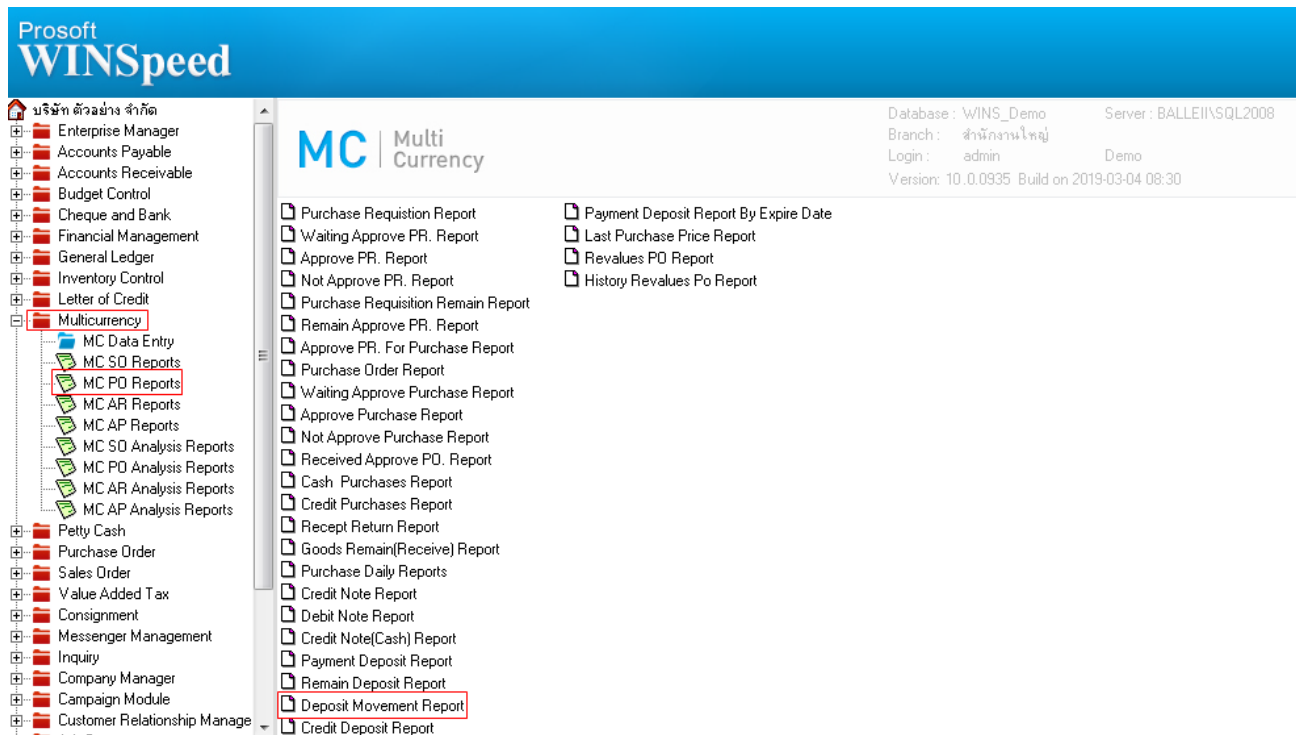 Prosoft
WINSpeed
บริษัท ตัวอย่าง จำกัด
Enterprise Manager
Accounts Payable
Accounts Receivable
Budget Control
Cheque and Bank
Financial Management
General Ledger
Inventory Control
Letter of Credit
Multicurrency
MC Data Entry
MC SO Reports
MC PO Reports
MC AR Reports
MC AP Reports
MC SO Analysis Reports
MC PO Analysis Reports
MC AR Analysis Reports
MC AP Analysis Reports
Petty Cash
Purchase Order
Sales Order
Value Added Tax
Consignment
Messenger Management
Inquiry
Company Manager
Campaign Module
Customer Relationship Manage
MC Multi Currency
Database : WINS_Demo Server : BALLEII\SQL2008
Branch : สำนักงานใหญ่
Login : admin Demo
Version: 10.0.0935 Build on 2019-03-04 08:30
Purchase Requistion Report
Waiting Approve PR. Report
Approve PR. Report
Not Approve PR. Report
Purchase Requisition Remain Report
Remain Approve PR. Report
Approve PR. For Purchase Report
Purchase Order Report
Waiting Approve Purchase Report
Approve Purchase Report
Not Approve Purchase Report
Received Approve PO. Report
Cash Purchases Report
Credit Purchases Report
Recept Return Report
Goods Remain(Receive) Report
Purchase Daily Reports
Credit Note Report
Debit Note Report
Credit Note(Cash) Report
Payment Deposit Report
Remain Deposit Report
Deposit Movement Report
Credit Deposit Report
Payment Deposit Report By Expire Date
Last Purchase Price Report
Revalues PO Report
History Revalues Po Report